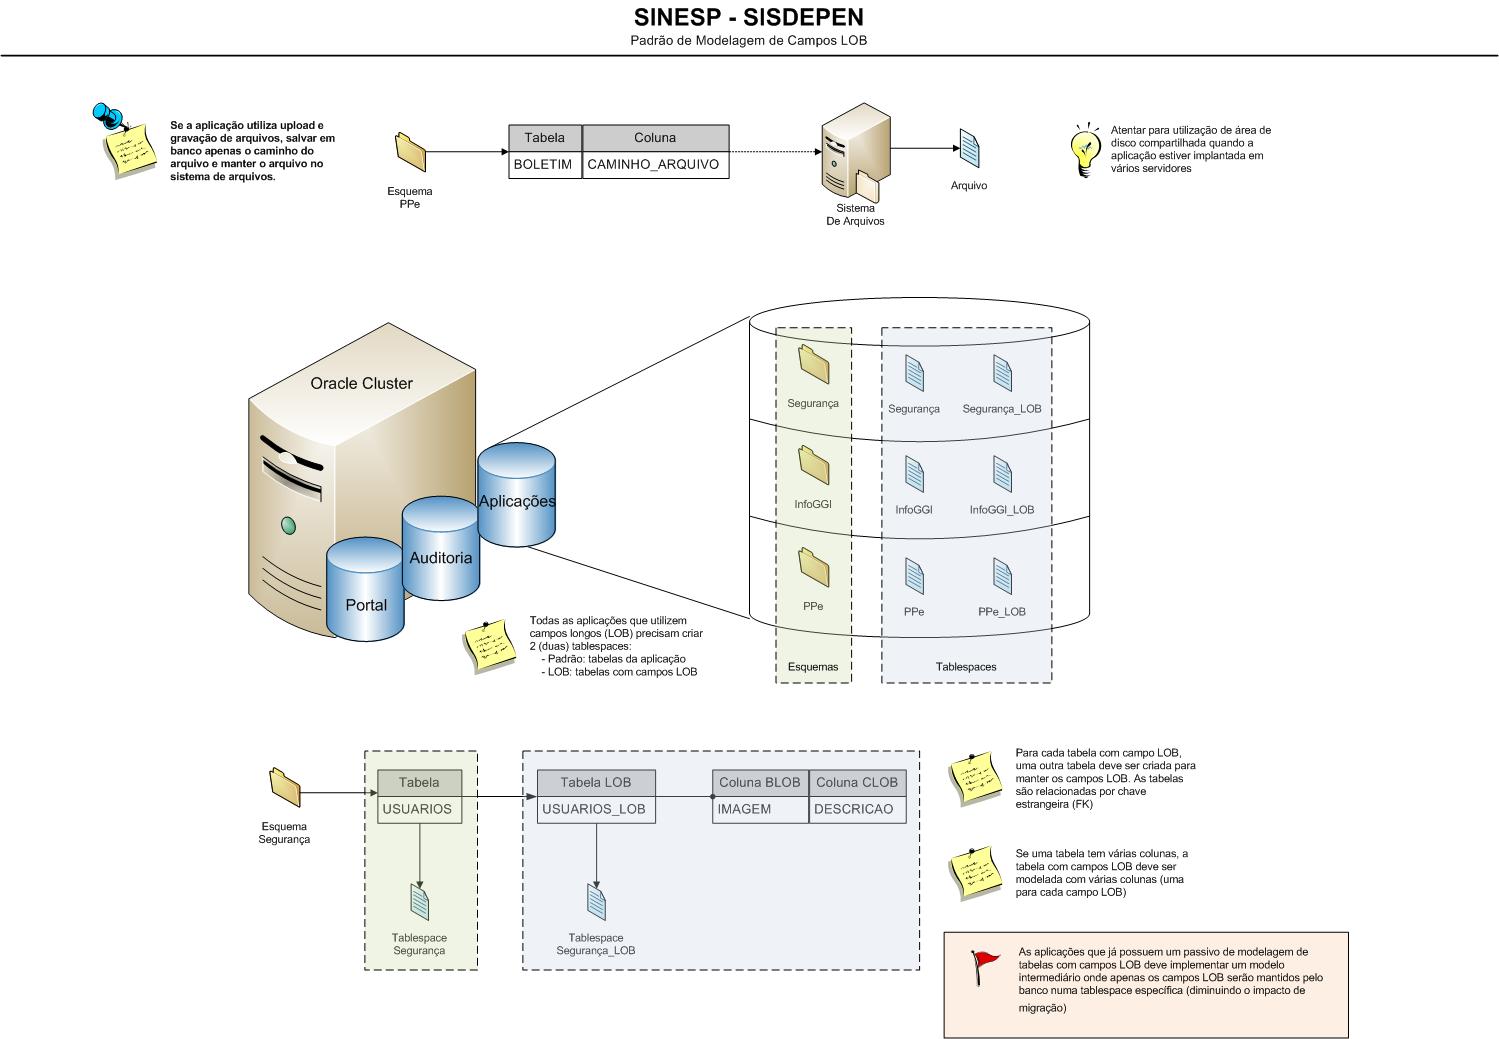 SINESP - SISDEPEN
Padrão de Modelagem de Campos LOB
Se a aplicação utiliza upload e
gravação de arquivos, salvar em
banco apenas o caminho do
arquivo e manter o arquivo no
sistema de arquivos.
Esquema
PPe
Tabela Coluna
BOLETIM CAMINHO_ARQUIVO
Sistema
De Arquivos
Arquivo
Atentar para utilização de área de
disco compartilhada quando a
aplicação estiver implantada em
vários servidores
Oracle Cluster
Aplicações
Auditoria
Portal
Segurança Segurança Segurança_LOB
InfoGGI InfoGGI InfoGGI_LOB
PPe PPe PPe_LOB
Esquemas Tablespaces
Todas as aplicações que utilizem
campos longos (LOB) precisam criar
2 (duas) tablespaces:
- Padrão: tabelas da aplicação
- LOB: tabelas com campos LOB
Esquema
Segurança
Tabela
USUARIOS
Tablespace
Segurança
Tabela LOB
USUARIOS_LOB
Tablespace
Segurança_LOB
Coluna BLOB Coluna CLOB
IMAGEM DESCRICAO
Para cada tabela com campo LOB,
uma outra tabela deve ser criada para
manter os campos LOB. As tabelas
são relacionadas por chave
estrangeira (FK)
Se uma tabela tem várias colunas, a
tabela com campos LOB deve ser
modelada com várias colunas (uma
para cada campo LOB)
As aplicações que já possuem um passivo de modelagem de
tabelas com campos LOB deve implementar um modelo
intermediário onde apenas os campos LOB serão mantidos pelo
banco numa tablespace específica (diminuindo o impacto de
migração)